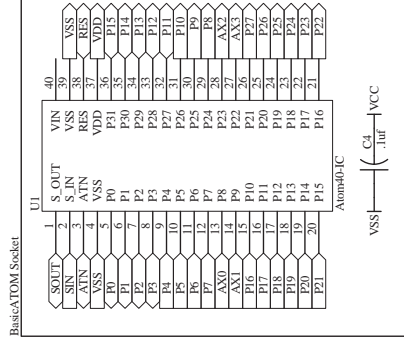 BasicATOM Socket
U1
SOUT 1 S_OUT VIN 40
SIN 2 S_IN VSS 39 VSS
ATN 3 ATN RES 38 RES
VSS 4 VSS VDD 37 VDD
P0 5 P0 P31 36 P15
P1 6 P1 P30 35 P14
P2 7 P2 P29 34 P13
P3 8 P3 P28 33 P12
P4 9 P4 P27 32 P11
P5 10 P5 P26 31 P10
P6 11 P6 P25 30 P9
P7 12 P7 P24 29 P8
AX0 13 P8 P23 28 AX2
AX1 14 P9 P22 27 AX3
P16 15 P10 P21 26 P27
P17 16 P11 P20 25 P26
P18 17 P12 P19 24 P25
P19 18 P13 P18 23 P24
P20 19 P14 P17 22 P23
P21 20 P15 P16 21 P22
Atom40-IC
C4
VSS VCC
.1uf